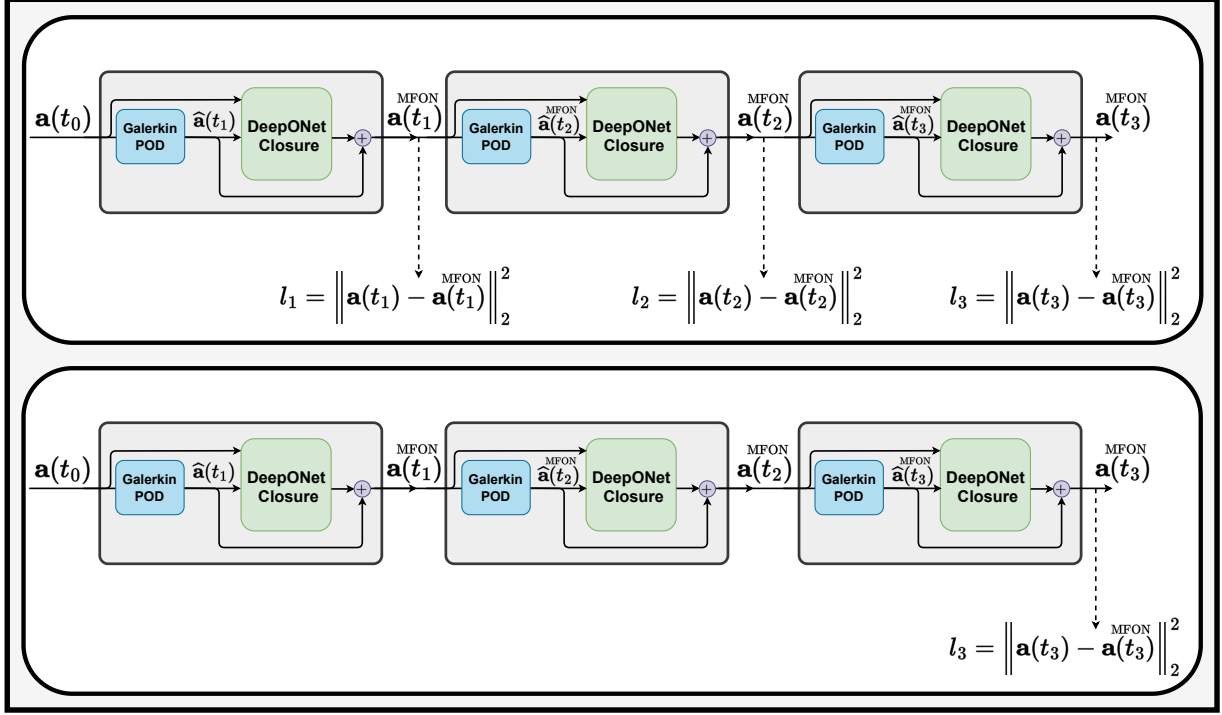 MFON MFON MFON
a(t₀) â(t₁) a(t₁) MFON â(t₂) a(t₂) MFON â(t₃) a(t₃)
Galerkin POD
DeepONet Closure
+
Galerkin POD
DeepONet Closure
+
Galerkin POD
DeepONet Closure
+
MFON MFON MFON
l₁ = ‖a(t₁) − a(t₁)‖₂² l₂ = ‖a(t₂) − a(t₂)‖₂² l₃ = ‖a(t₃) − a(t₃)‖₂²
MFON MFON MFON
a(t₀) â(t₁) a(t₁) MFON â(t₂) a(t₂) MFON â(t₃) a(t₃)
Galerkin POD
DeepONet Closure
+
Galerkin POD
DeepONet Closure
+
Galerkin POD
DeepONet Closure
+
MFON
l₃ = ‖a(t₃) − a(t₃)‖₂²